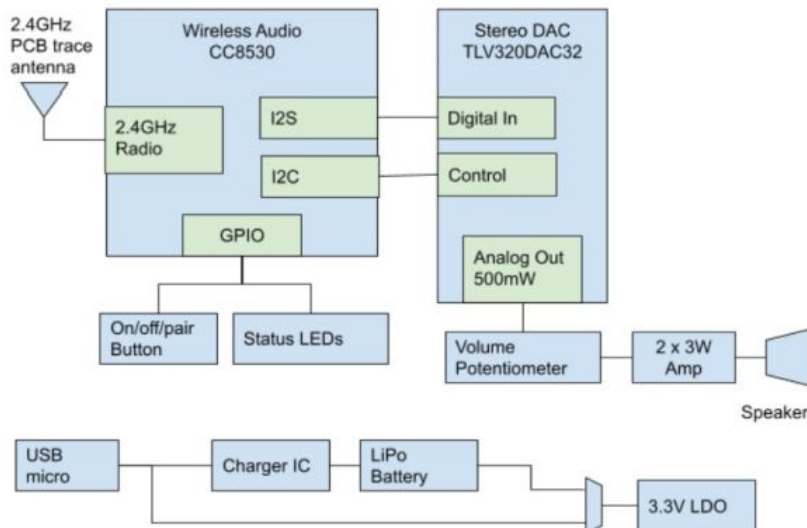 2.4GHz
PCB trace
antenna
Wireless Audio
CC8530
2.4GHz
Radio
I2S
I2C
GPIO
On/off/pair
Button
Status LEDs
Stereo DAC
TLV320DAC32
Digital In
Control
Analog Out
500mW
Volume
Potentiometer
2 x 3W
Amp
Speaker
USB
micro
Charger IC
LiPo
Battery
3.3V LDO